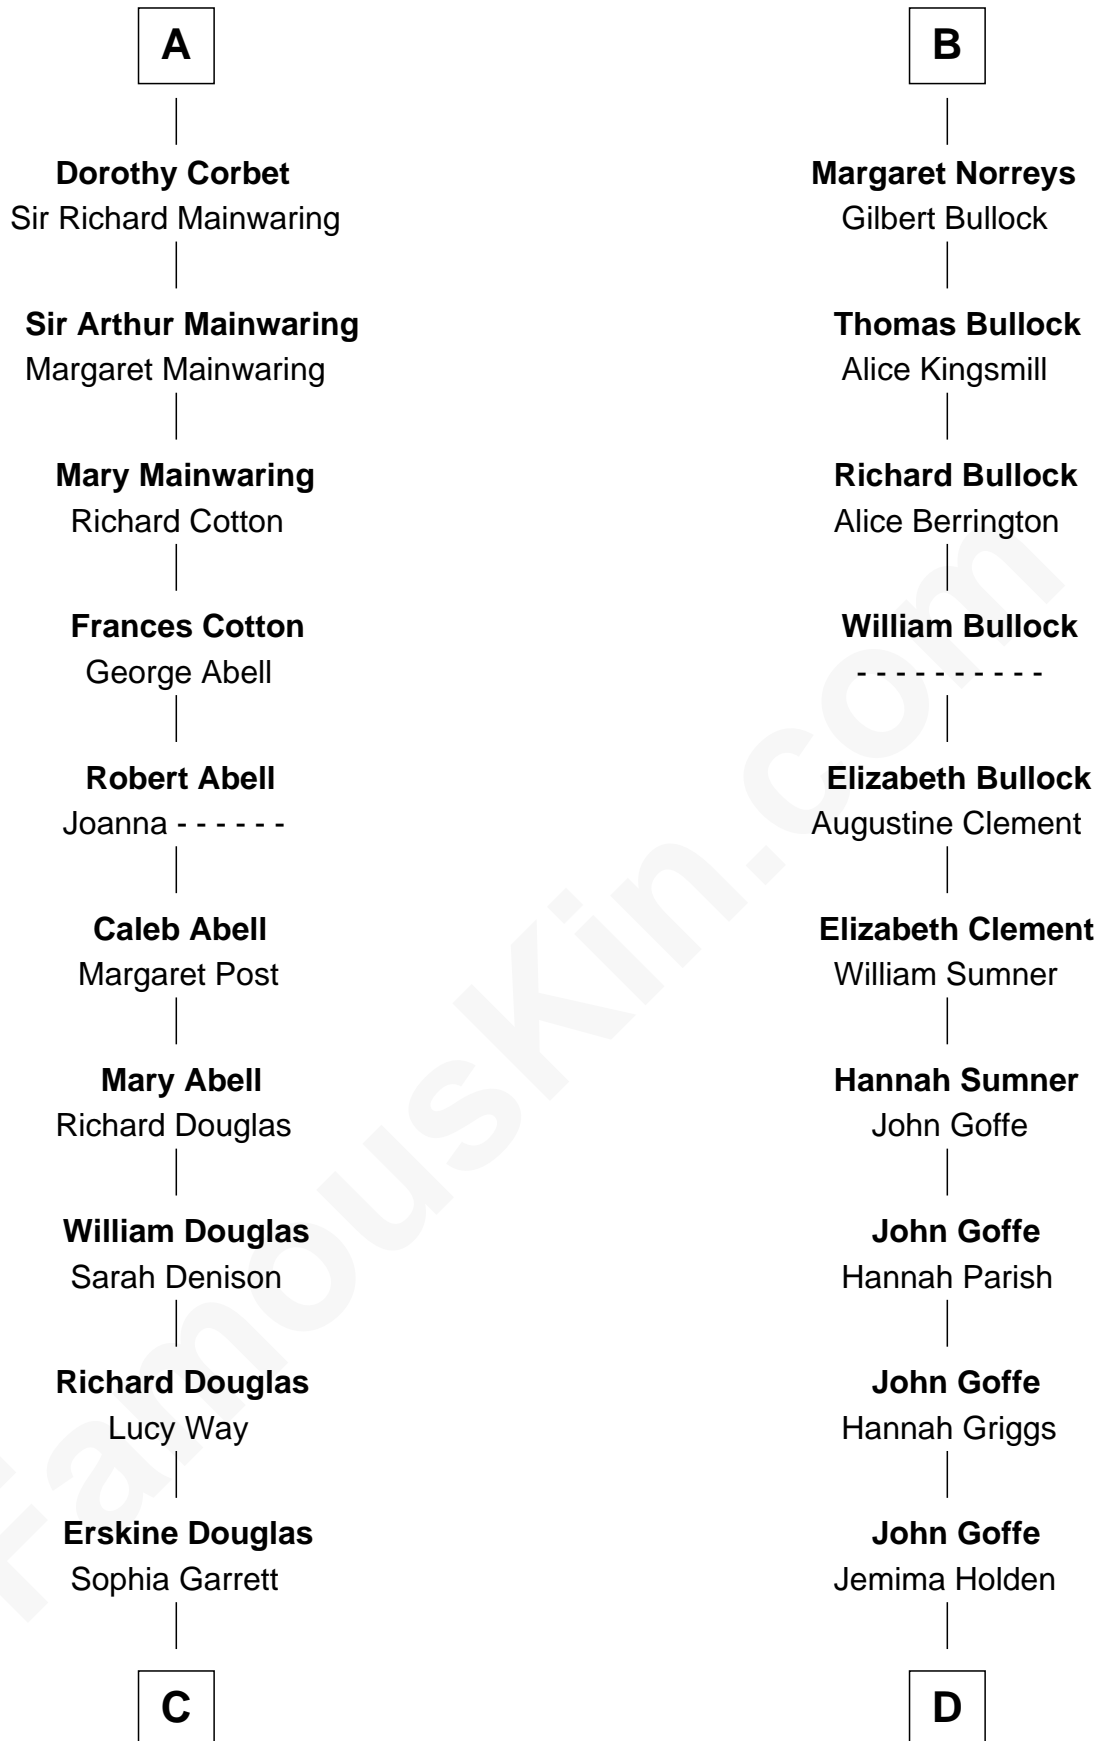 A
Dorothy Corbet
Sir Richard Mainwaring
Sir Arthur Mainwaring
Margaret Mainwaring
Mary Mainwaring
Richard Cotton
Frances Cotton
George Abell
Robert Abell
Joanna - - - - - -
Caleb Abell
Margaret Post
Mary Abell
Richard Douglas
William Douglas
Sarah Denison
Richard Douglas
Lucy Way
Erskine Douglas
Sophia Garrett
C
B
Margaret Norreys
Gilbert Bullock
Thomas Bullock
Alice Kingsmill
Richard Bullock
Alice Berrington
William Bullock
- - - - - - - - - -
Elizabeth Bullock
Augustine Clement
Elizabeth Clement
William Sumner
Hannah Sumner
John Goffe
John Goffe
Hannah Parish
John Goffe
Hannah Griggs
John Goffe
Jemima Holden
D
FamousKin.com